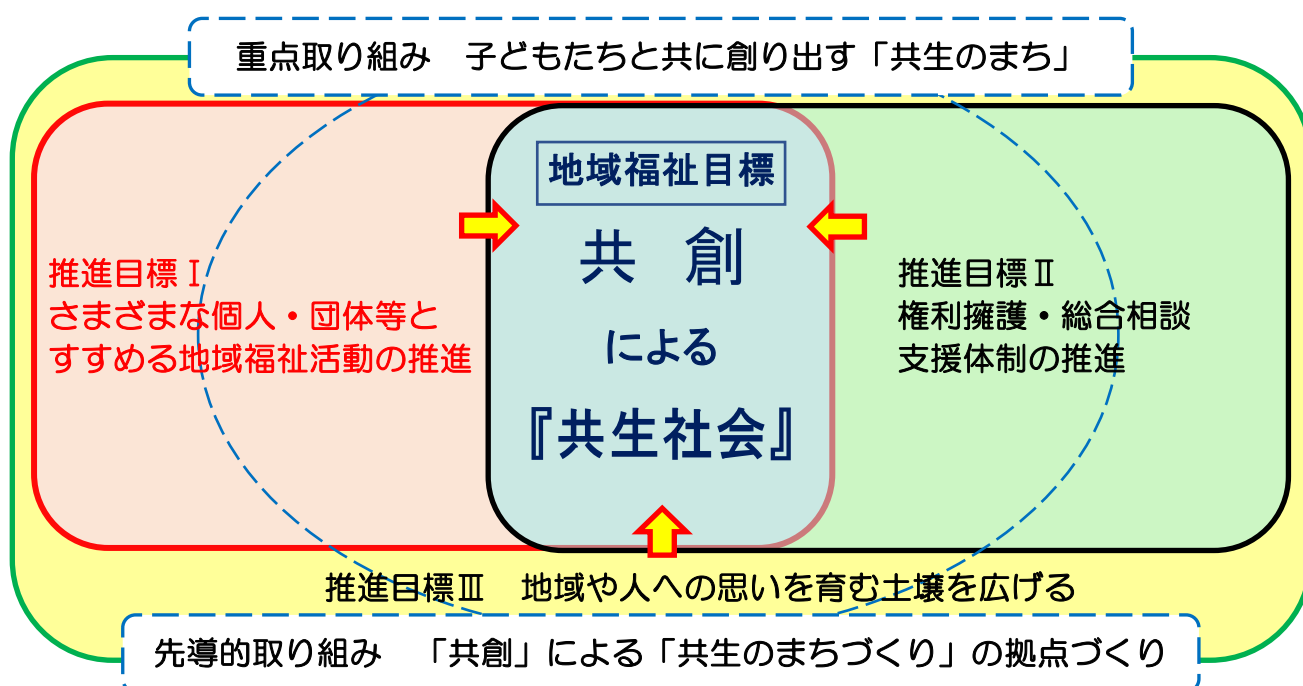 重点取り組み　子どもたちと共に創り出す「共生のまち」
地域福祉目標
共　創
による
『共生社会』
推進目標Ⅰ
さまざまな個人・団体等と
すすめる地域福祉活動の推進
推進目標Ⅱ
権利擁護・総合相談
支援体制の推進
推進目標Ⅲ　地域や人への思いを育む土壌を広げる
先導的取り組み　「共創」による「共生のまちづくり」の拠点づくり